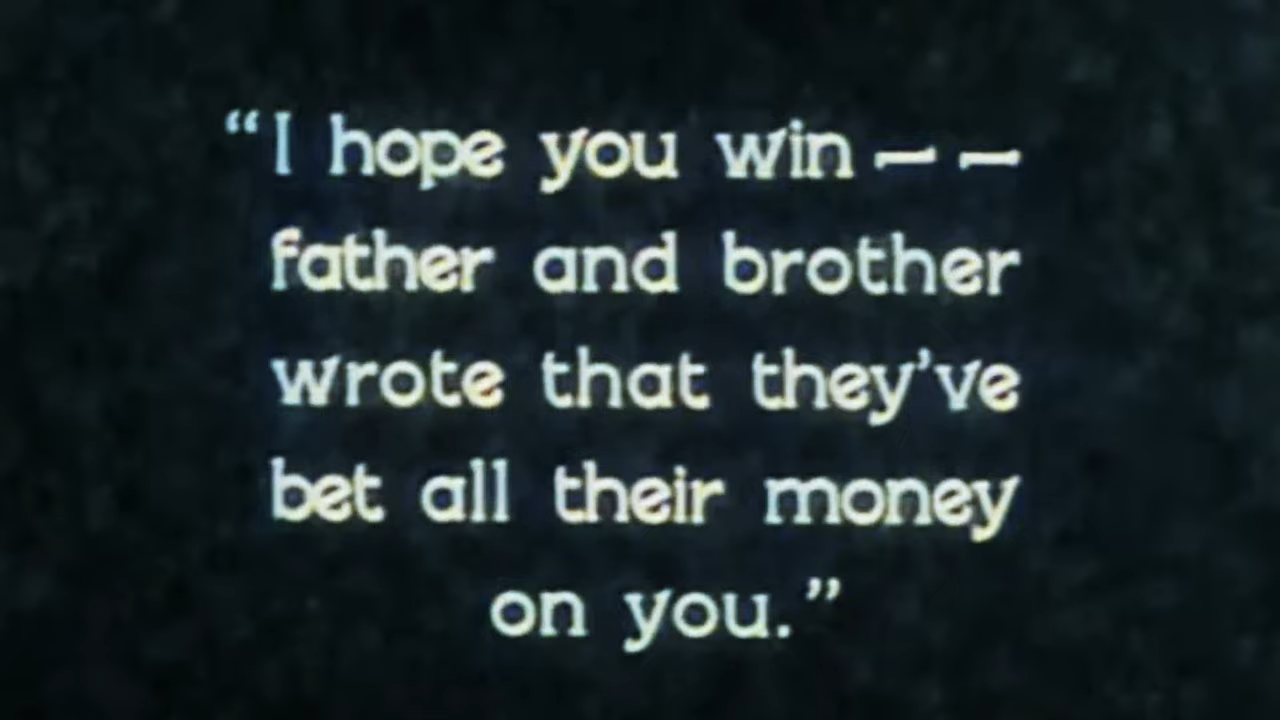 “I hope you win — —
father and brother
wrote that they’ve
bet all their money
on you.”